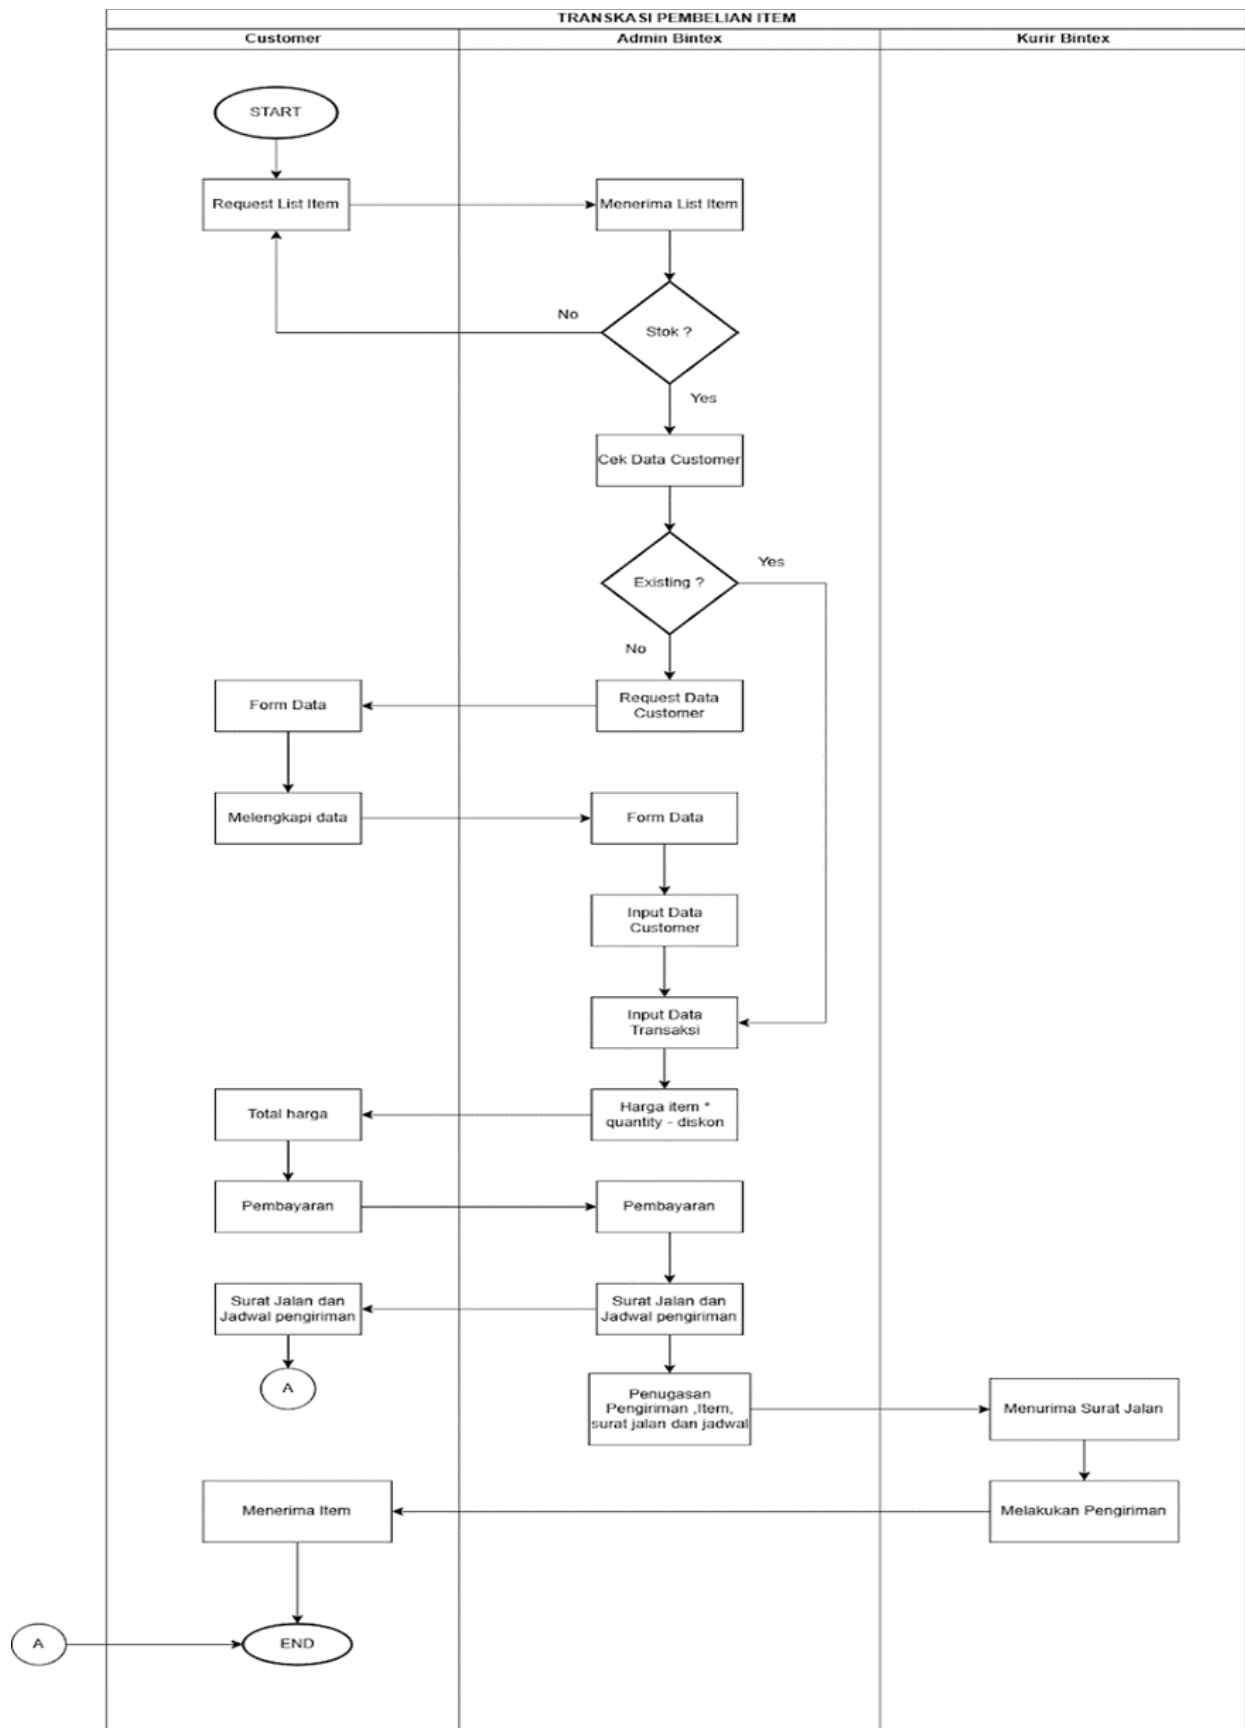 TRANSKASI PEMBELIAN ITEM
Customer
Admin Bintex
Kurir Bintex
START
Request List Item
Menerima List Item
No
Stok ?
Yes
Cek Data Customer
Yes
Existing ?
No
Form Data
Request Data
Customer
Melengkapi data
Form Data
Input Data
Customer
Input Data
Transaksi
Total harga
Harga item *
quantity - diskon
Pembayaran
Pembayaran
Surat Jalan dan
Jadwal pengiriman
Surat Jalan dan
Jadwal pengiriman
A
Penugasan
Pengiriman ,Item,
surat jalan dan jadwal
Menurima Surat Jalan
Menerima Item
Melakukan Pengiriman
A
END